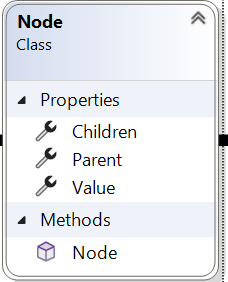 Node
Class
Properties
Children
Parent
Value
Methods
Node